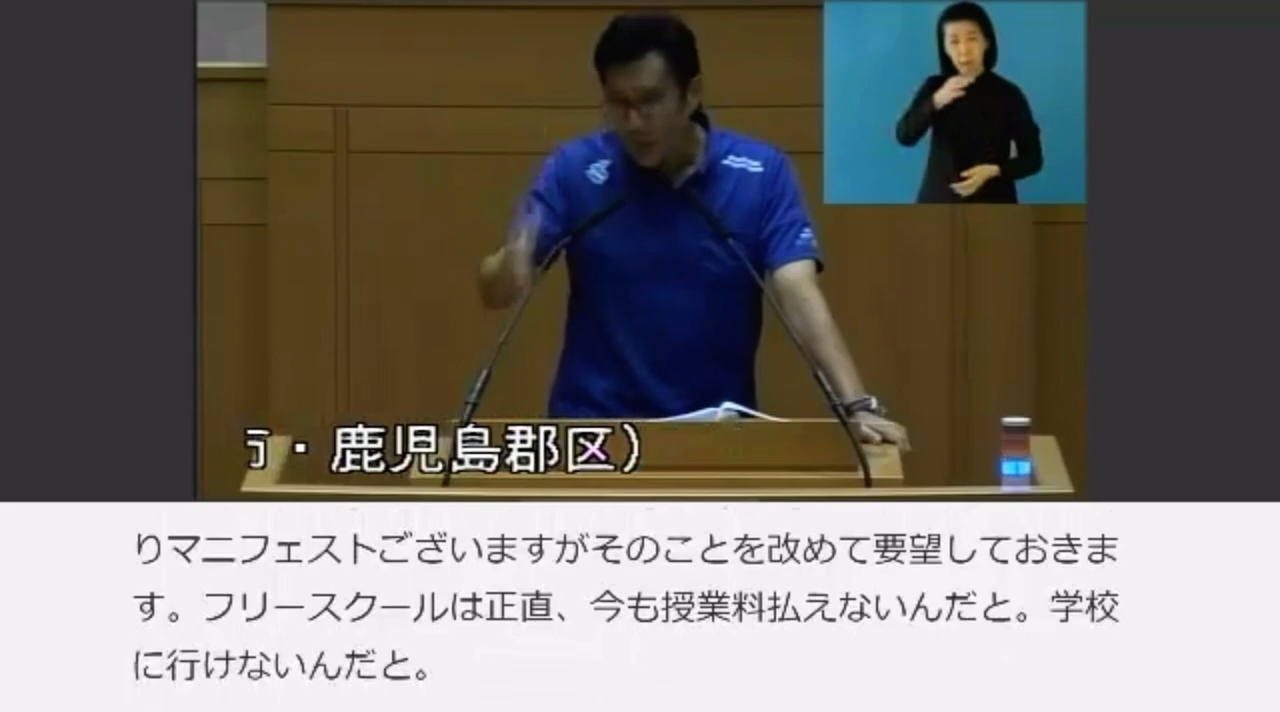 ・鹿児島郡区）
りマニフェストございますがそのことを改めて要望しておきま
す。フリースクールは正直、今も授業料払えないんだと。学校
に行けないんだと。